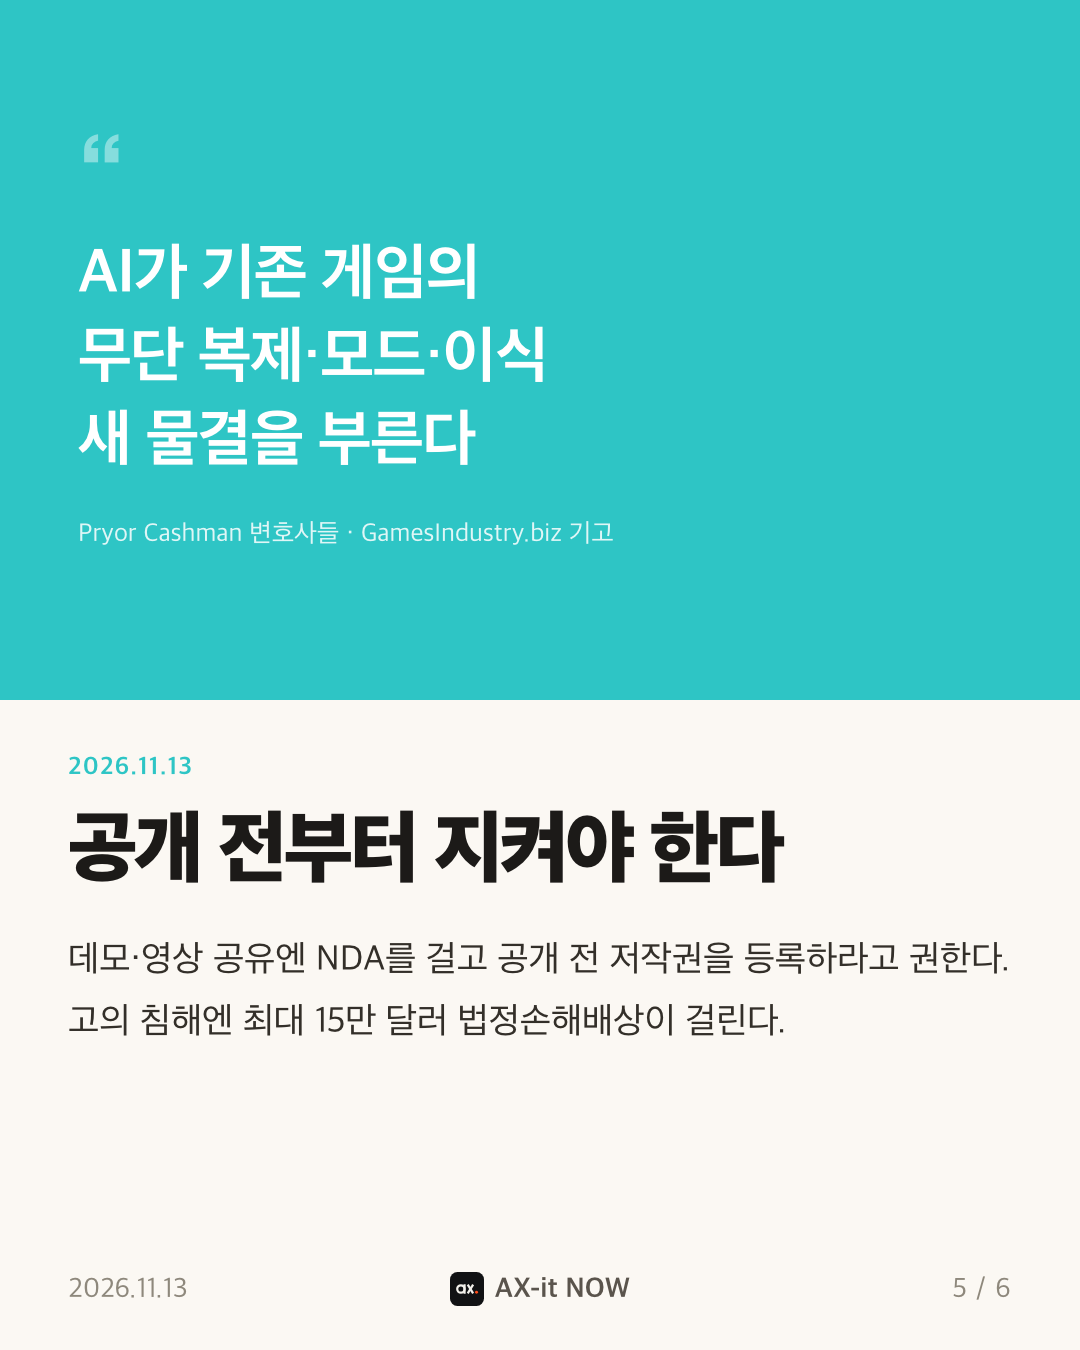 “
AI가 기존 게임의
무단 복제·모드·이식
새 물결을 부른다
Pryor Cashman 변호사들 · GamesIndustry.biz 기고
2026.11.13
공개 전부터 지켜야 한다
데모·영상 공유엔 NDA를 걸고 공개 전 저작권을 등록하라고 권한다.
고의 침해엔 최대 15만 달러 법정손해배상이 걸린다.
2026.11.13
ax. AX-it NOW
5 / 6